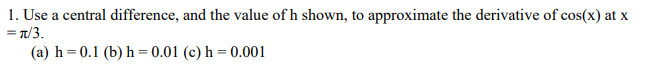 1. Use a central difference, and the value of h shown, to approximate the derivative of cos(x) at x
= π/3.
(a) h = 0.1 (b) h = 0.01 (c) h = 0.001